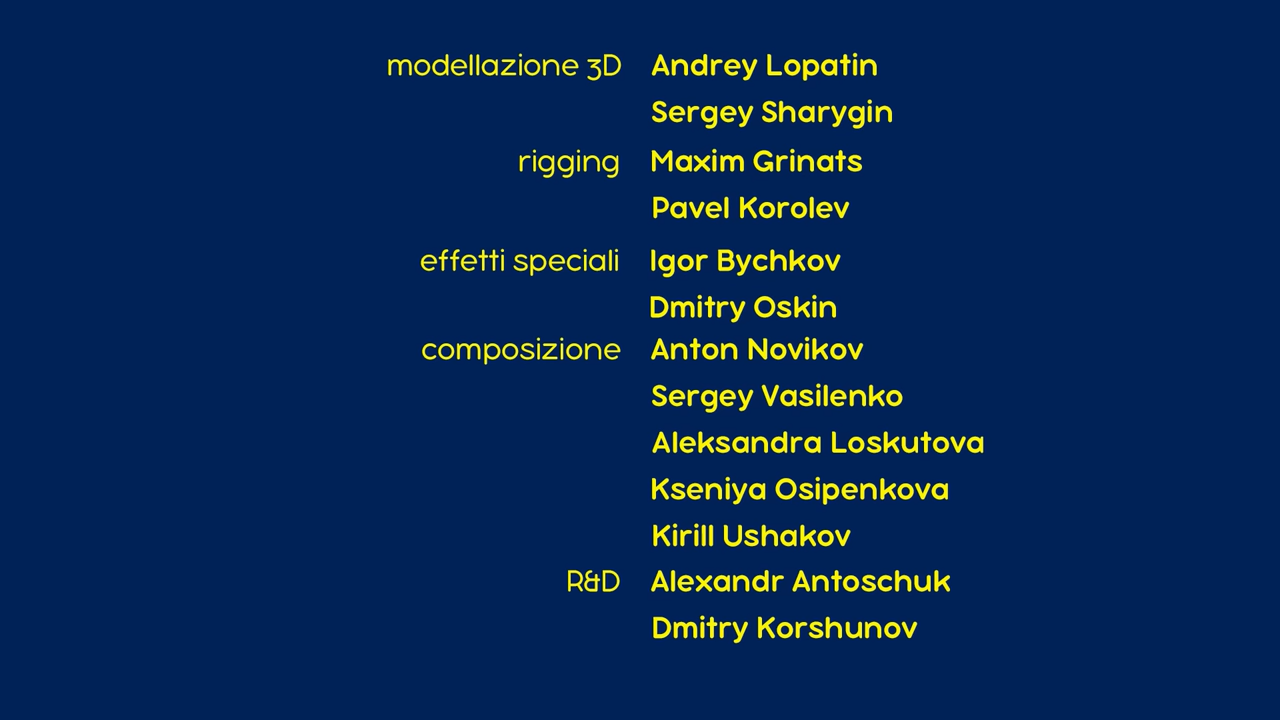 modellazione 3D Andrey Lopatin
Sergey Sharygin
rigging Maxim Grinats
Pavel Korolev
effetti speciali Igor Bychkov
Dmitry Oskin
composizione Anton Novikov
Sergey Vasilenko
Aleksandra Loskutova
Kseniya Osipenkova
Kirill Ushakov
R&D Alexandr Antoschuk
Dmitry Korshunov